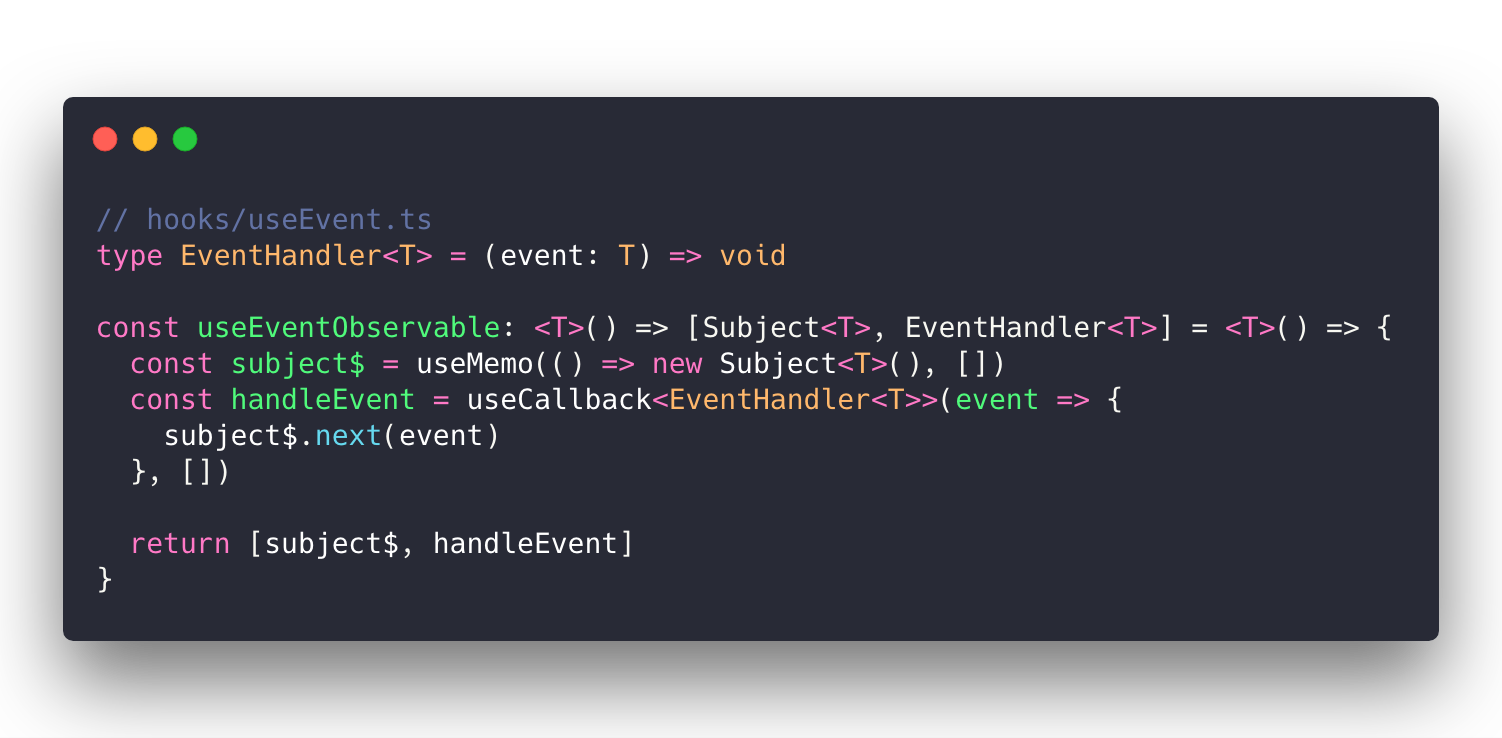 // hooks/useEvent.ts
type EventHandler<T> = (event: T) => void
const useEventObservable: <T>() => [Subject<T>, EventHandler<T>] = <T>() => {
  const subject$ = useMemo(() => new Subject<T>(), [])
  const handleEvent = useCallback<EventHandler<T>>(event => {
    subject$.next(event)
  }, [])
  return [subject$, handleEvent]
}